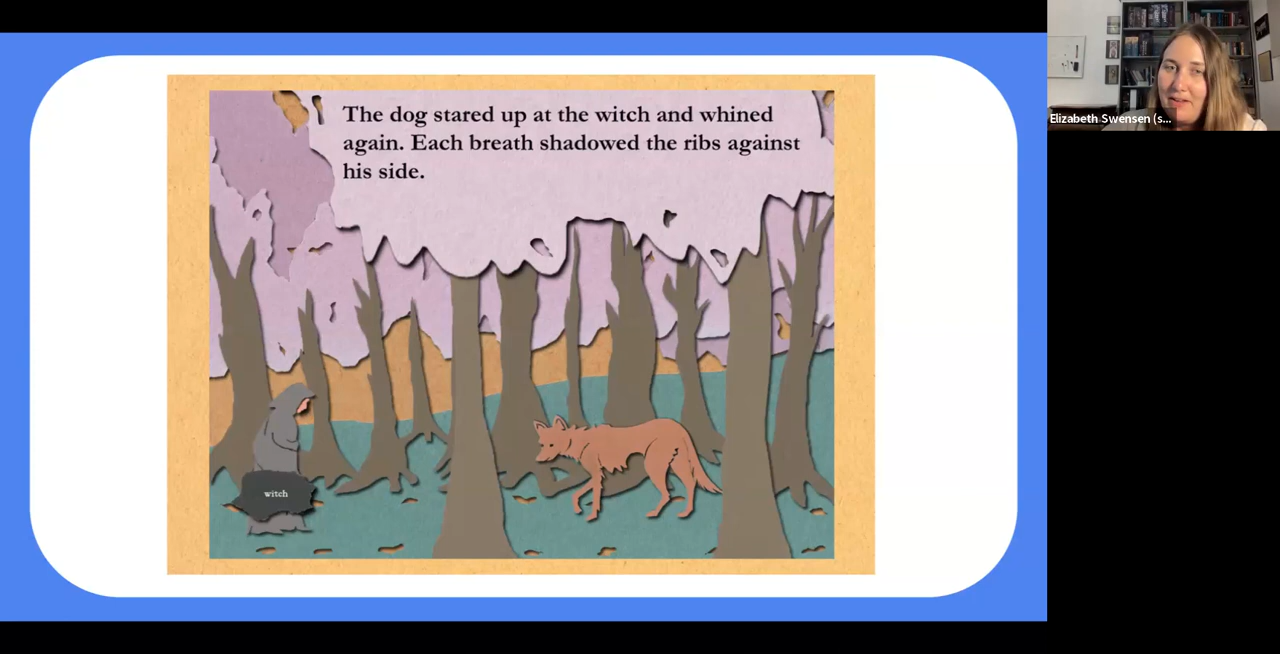 The dog stared up at the witch and whined
again. Each breath shadowed the ribs against
his side.
witch
Elizabeth Swensen (s...